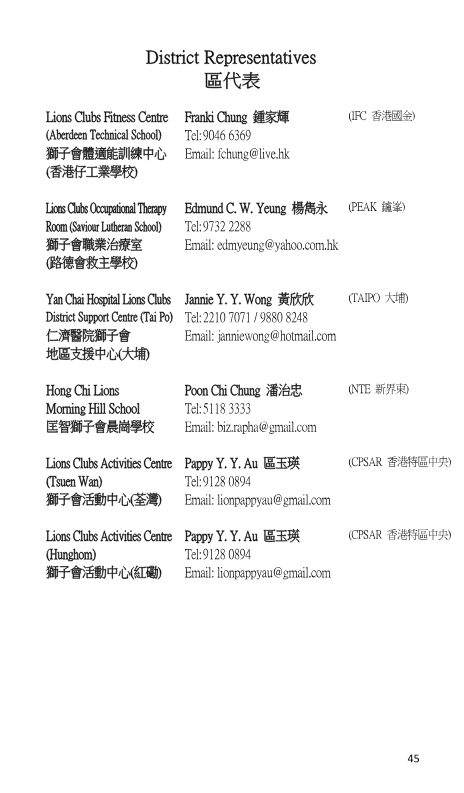 District Representatives
區代表
Lions Clubs Fitness Centre Franki Chung 鍾家輝 (IFC 香港國金)
(Aberdeen Technical School) Tel:9046 6369
獅子會體適能訓練中心 Email: fchung@live.hk
(香港仔工業學校)
Lions Clubs Occupational Therapy Edmund C. W. Yeung 楊雋永 (PEAK 鑪峯)
Room (Saviour Lutheran School) Tel:9732 2288
獅子會職業治療室 Email: edmyeung@yahoo.com.hk
(路德會救主學校)
Yan Chai Hospital Lions Clubs Jannie Y. Y. Wong 黃欣欣 (TAIPO 大埔)
District Support Centre (Tai Po) Tel:2210 7071 / 9880 8248
仁濟醫院獅子會 Email: janniewong@hotmail.com
地區支援中心(大埔)
Hong Chi Lions Poon Chi Chung 潘治忠 (NTE 新界東)
Morning Hill School Tel:5118 3333
匡智獅子會晨崗學校 Email: biz.rapha@gmail.com
Lions Clubs Activities Centre Pappy Y. Y. Au 區玉瑛 (CPSAR 香港特區中央)
(Tsuen Wan) Tel:9128 0894
獅子會活動中心(荃灣) Email: lionpappyau@gmail.com
Lions Clubs Activities Centre Pappy Y. Y. Au 區玉瑛 (CPSAR 香港特區中央)
(Hunghom) Tel:9128 0894
獅子會活動中心(紅磡) Email: lionpappyau@gmail.com
45